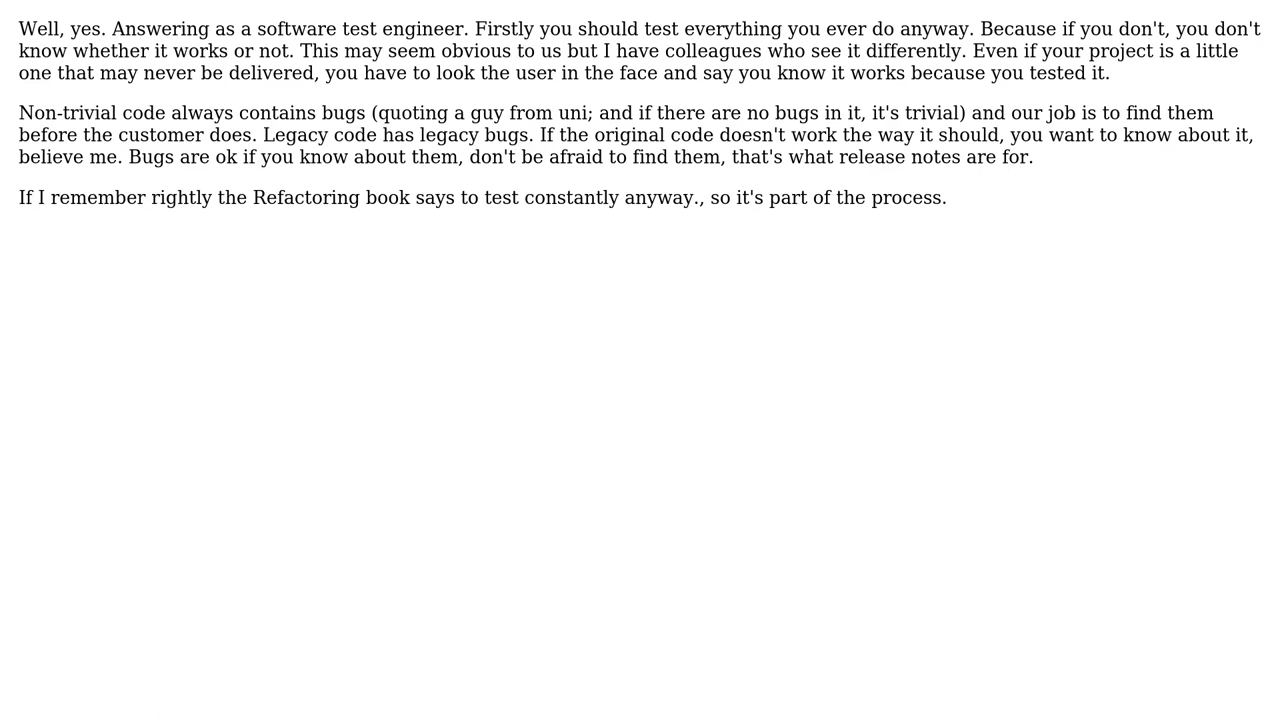 Well, yes. Answering as a software test engineer. Firstly you should test everything you ever do anyway. Because if you don't, you don't
know whether it works or not. This may seem obvious to us but I have colleagues who see it differently. Even if your project is a little
one that may never be delivered, you have to look the user in the face and say you know it works because you tested it.
Non-trivial code always contains bugs (quoting a guy from uni; and if there are no bugs in it, it's trivial) and our job is to find them
before the customer does. Legacy code has legacy bugs. If the original code doesn't work the way it should, you want to know about it,
believe me. Bugs are ok if you know about them, don't be afraid to find them, that's what release notes are for.
If I remember rightly the Refactoring book says to test constantly anyway., so it's part of the process.